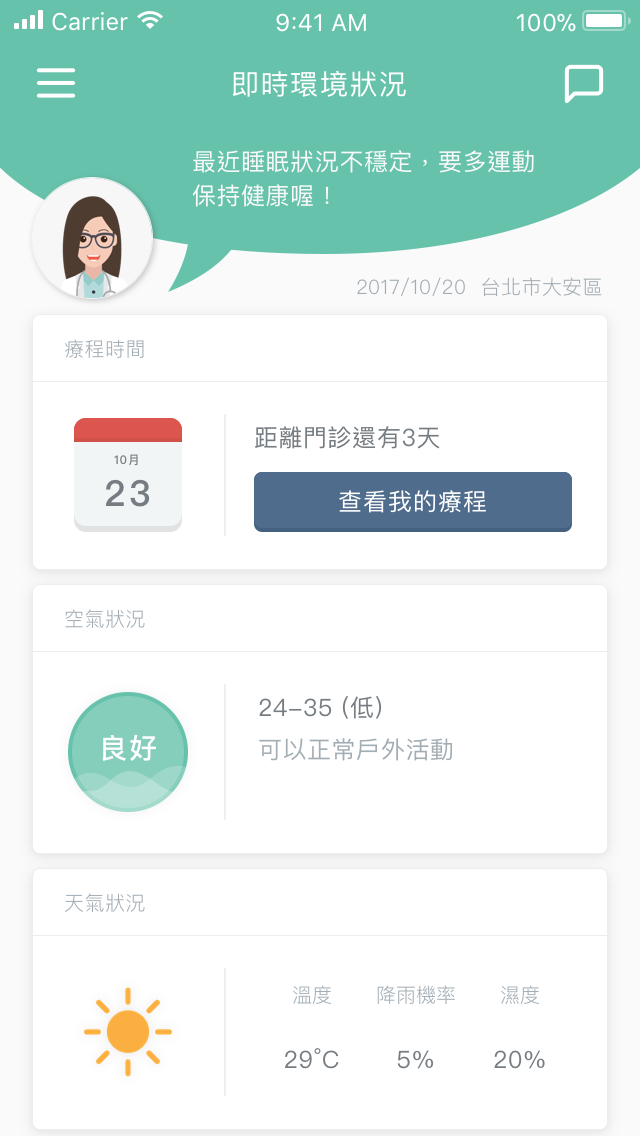 Carrier 9:41 AM 100%
即時環境狀況
最近睡眠狀況不穩定，要多運動
保持健康喔！
2017/10/20 台北市大安區
療程時間
10月
23
距離門診還有3天
查看我的療程
空氣狀況
良好
24–35 (低)
可以正常戶外活動
天氣狀況
溫度 降雨機率 濕度
29°C 5% 20%